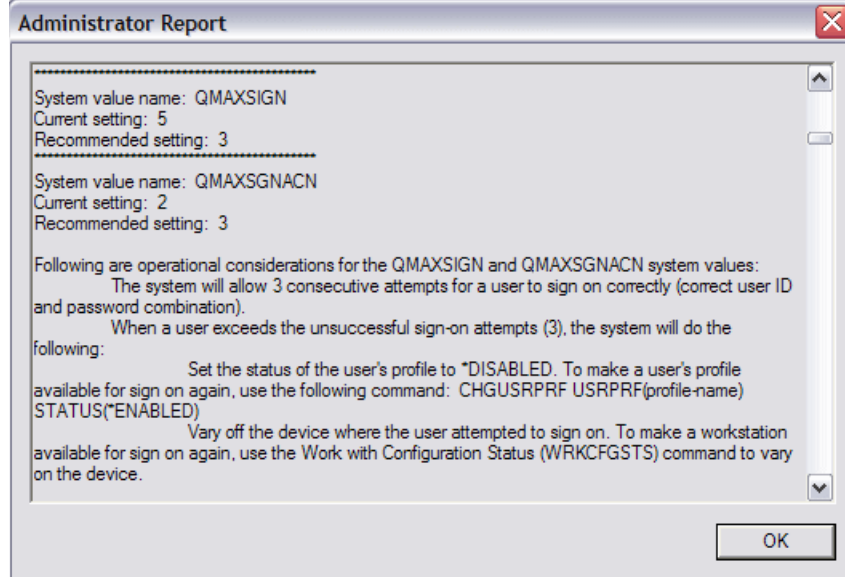 Administrator Report
********************************************
System value name: QMAXSIGN
Current setting: 5
Recommended setting: 3
********************************************
System value name: QMAXSGNACN
Current setting: 2
Recommended setting: 3
Following are operational considerations for the QMAXSIGN and QMAXSGNACN system values:
The system will allow 3 consecutive attempts for a user to sign on correctly (correct user ID
and password combination).
When a user exceeds the unsuccessful sign-on attempts (3), the system will do the
following:
Set the status of the user's profile to *DISABLED. To make a user's profile
available for sign on again, use the following command: CHGUSRPRF USRPRF(profile-name)
STATUS(*ENABLED)
Vary off the device where the user attempted to sign on. To make a workstation
available for sign on again, use the Work with Configuration Status (WRKCFGSTS) command to vary
on the device.
OK